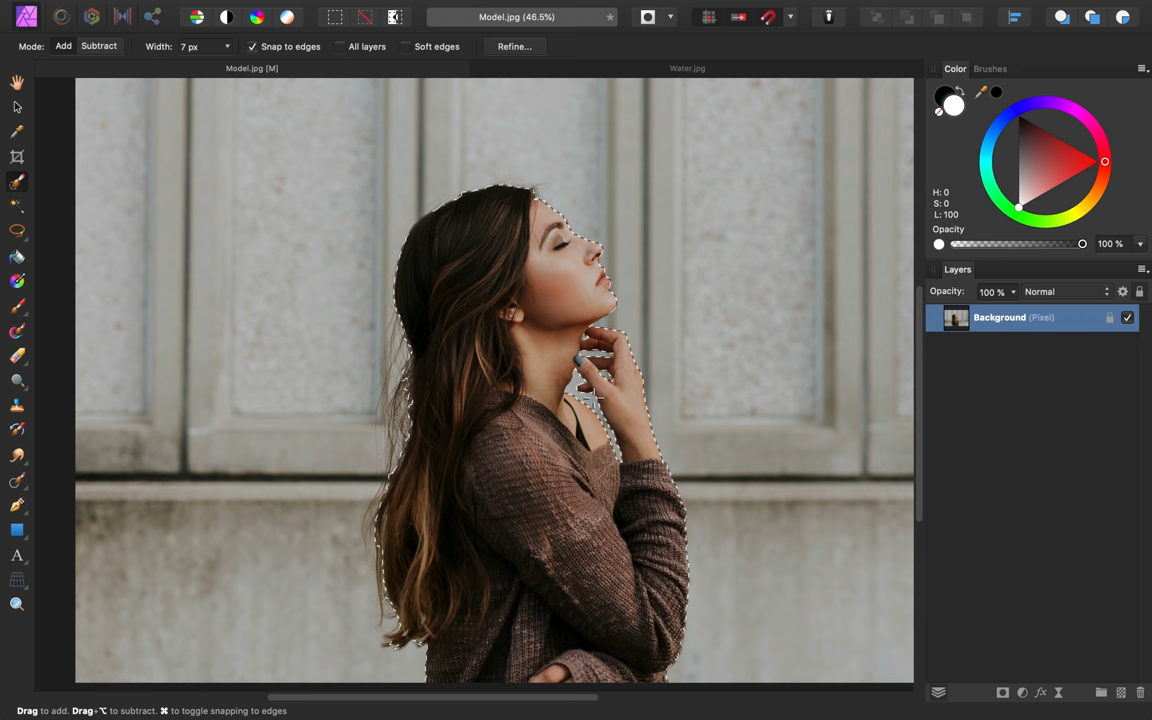 Model.jpg (46.5%)
Mode: Add Subtract Width: 7 px Snap to edges All layers Soft edges Refine...
Model.jpg [M] Water.jpg
Color Brushes
H: 0
S: 0
L: 100
Opacity
100 %
Layers
Opacity: 100 % Normal
Background (Pixel)
A
Drag to add. Drag+⌥ to subtract. ⌘ to toggle snapping to edges